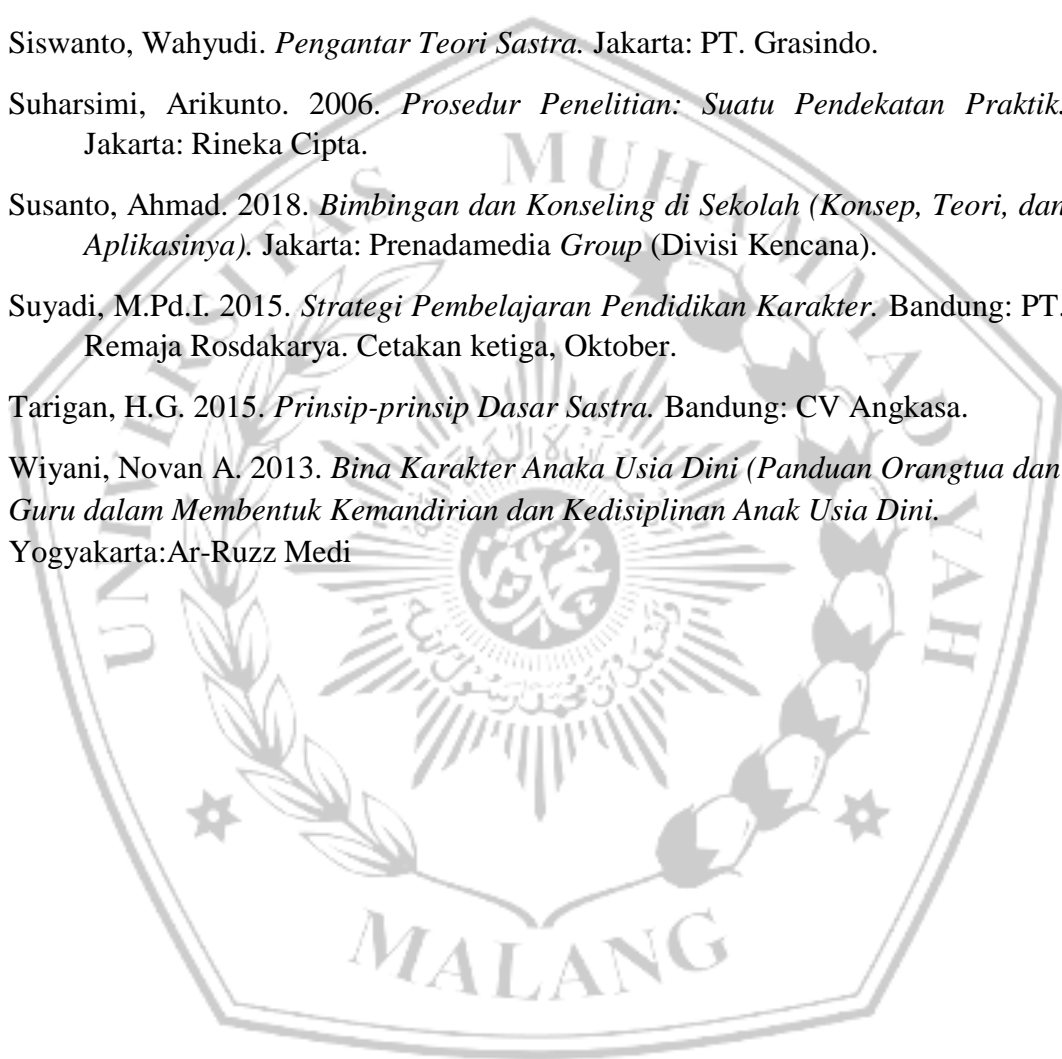 Siswanto, Wahyudi. Pengantar Teori Sastra. Jakarta: PT. Grasindo.
Suharsimi, Arikunto. 2006. Prosedur Penelitian: Suatu Pendekatan Praktik.
Jakarta: Rineka Cipta.
Susanto, Ahmad. 2018. Bimbingan dan Konseling di Sekolah (Konsep, Teori, dan
Aplikasinya). Jakarta: Prenadamedia Group (Divisi Kencana).
Suyadi, M.Pd.I. 2015. Strategi Pembelajaran Pendidikan Karakter. Bandung: PT.
Remaja Rosdakarya. Cetakan ketiga, Oktober.
Tarigan, H.G. 2015. Prinsip-prinsip Dasar Sastra. Bandung: CV Angkasa.
Wiyani, Novan A. 2013. Bina Karakter Anaka Usia Dini (Panduan Orangtua dan
Guru dalam Membentuk Kemandirian dan Kedisiplinan Anak Usia Dini.
Yogyakarta:Ar-Ruzz Medi
UNIVERSITAS MUHAMMADIYAH
MALANG